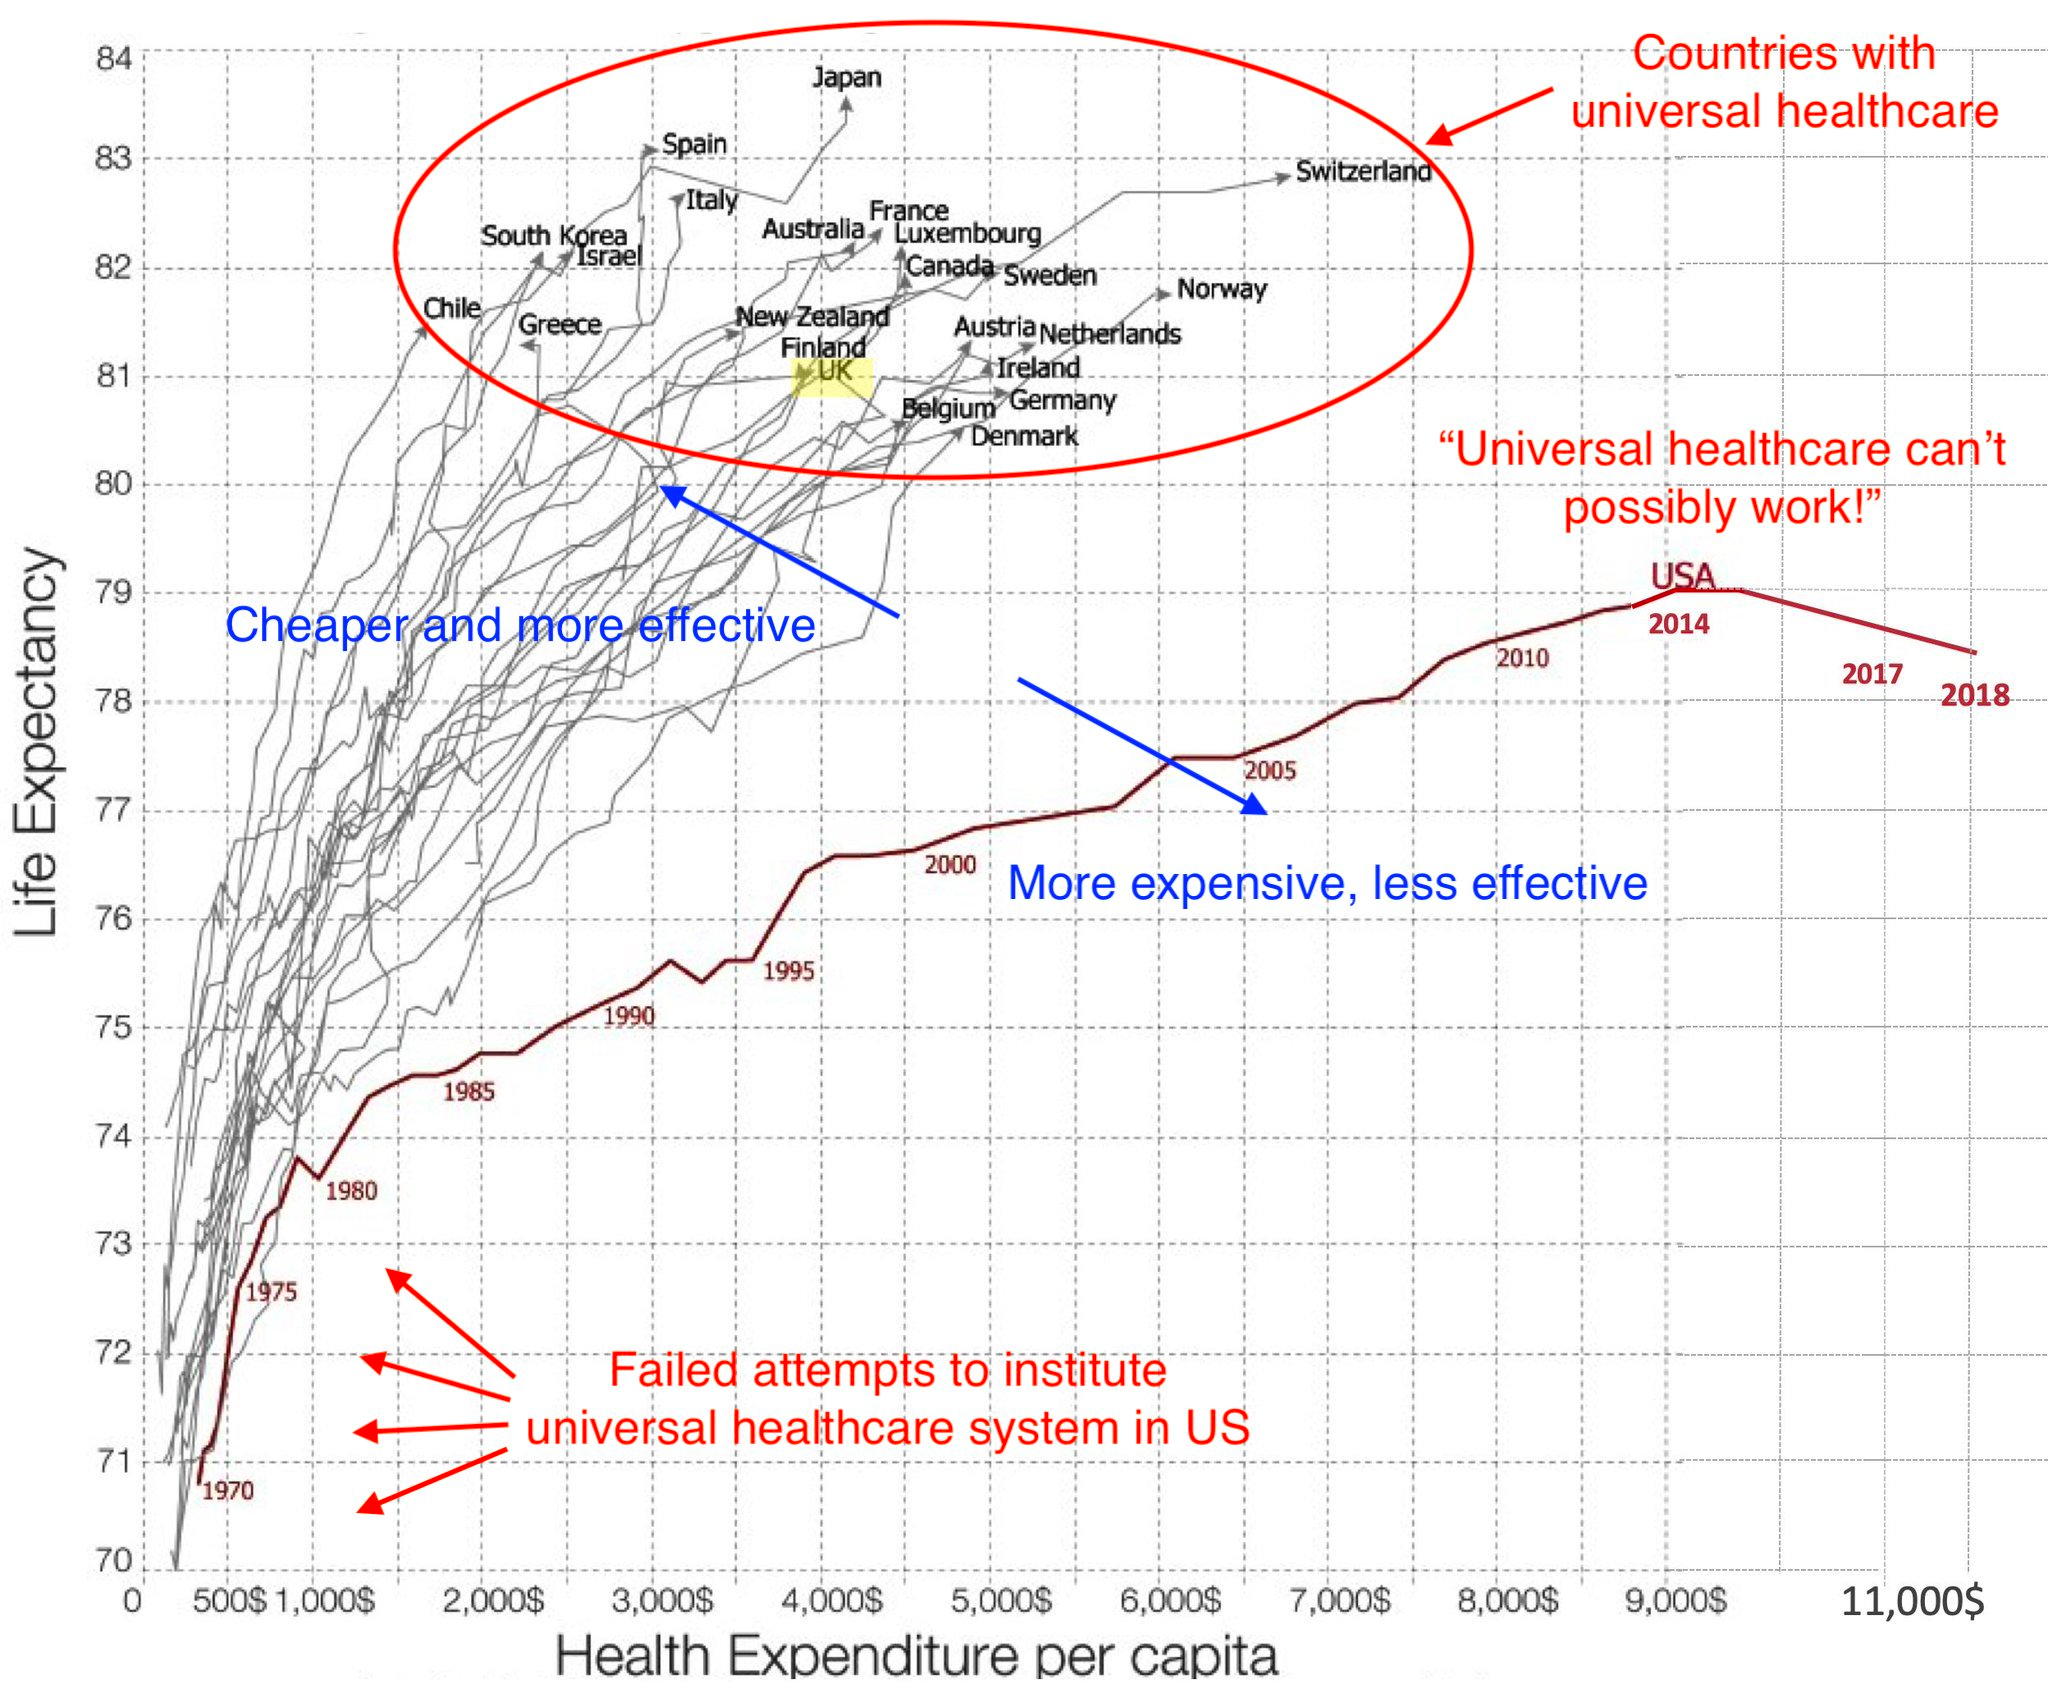 Countries with
universal healthcare
84
Japan
83
Spain
Switzerland
Italy
France
Australia
Luxembourg
South Korea
Israel
82
Canada
Sweden
Norway
Chile
New Zealand
Greece
Austria
Netherlands
Finland
81
UK
Ireland
Germany
Belgium
Denmark
“Universal healthcare can’t
possibly work!”
80
79
USA
2014
Cheaper and more effective
2010
2017
2018
78
2005
77
2000
More expensive, less effective
76
1995
1990
75
1985
74
1980
73
1975
72
Failed attempts to institute
universal healthcare system in US
71
1970
70
Life Expectancy
0 500$ 1,000$ 2,000$ 3,000$ 4,000$ 5,000$ 6,000$ 7,000$ 8,000$ 9,000$ 11,000$
Health Expenditure per capita